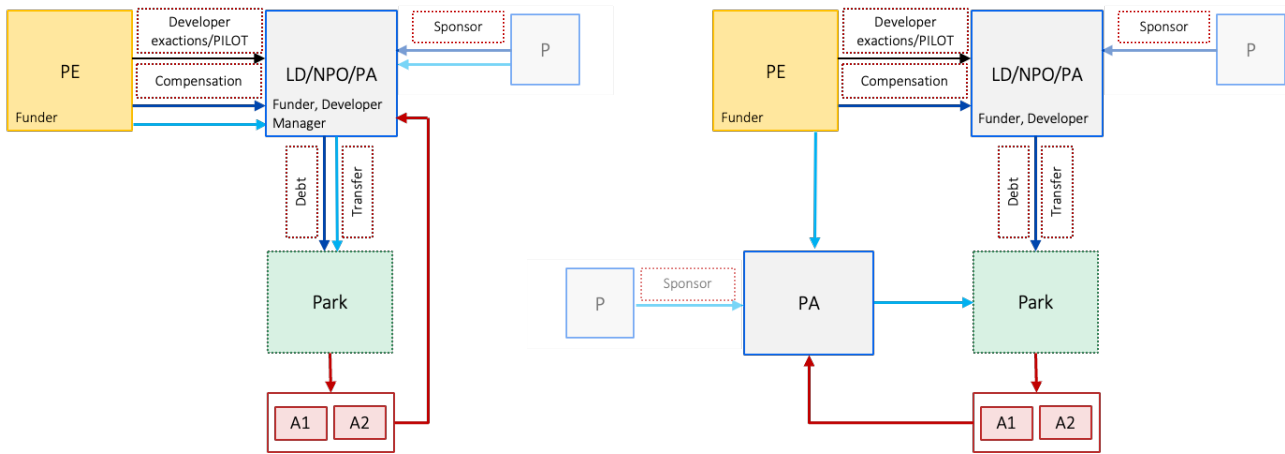 Developer
exactions/PILOT
Sponsor
PE
Compensation
LD/NPO/PA
P
Funder
Funder, Developer
Manager
Debt
Transfer
Park
A1
A2
Developer
exactions/PILOT
Sponsor
PE
Compensation
LD/NPO/PA
P
Funder
Funder, Developer
Debt
Transfer
P
Sponsor
PA
Park
A1
A2